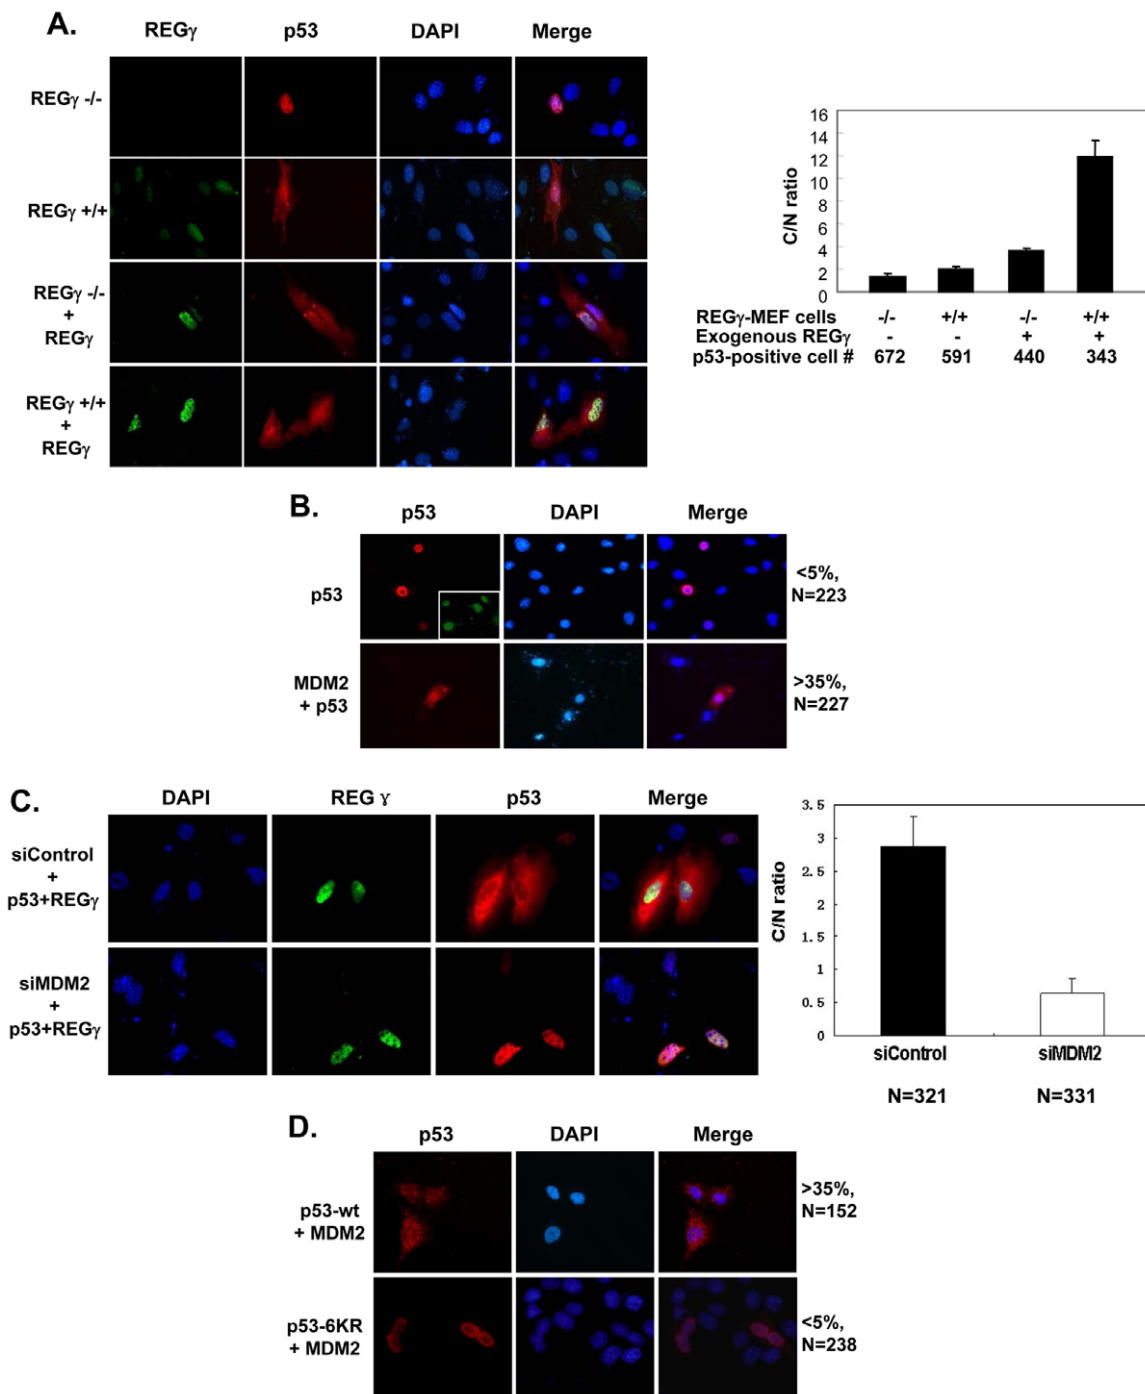 A.
REGγ p53 DAPI Merge
REGγ -/-
REGγ +/+
REGγ -/-
+
REGγ
REGγ +/+
+
REGγ
C/N ratio
16
14
12
10
8
6
4
2
0
REGγ-MEF cells -/- +/+ -/- +/+
Exogenous REGγ - - + +
p53-positive cell # 672 591 440 343
B.
p53 DAPI Merge
p53
<5%,
N=223
MDM2
+ p53
>35%,
N=227
C.
DAPI REG γ p53 Merge
siControl
+
p53+REGγ
siMDM2
+
p53+REGγ
C/N ratio
3.5
3
2.5
2
1.5
1
0.5
0
siControl siMDM2
N=321 N=331
D.
p53 DAPI Merge
p53-wt
+ MDM2
>35%,
N=152
p53-6KR
+ MDM2
<5%,
N=238